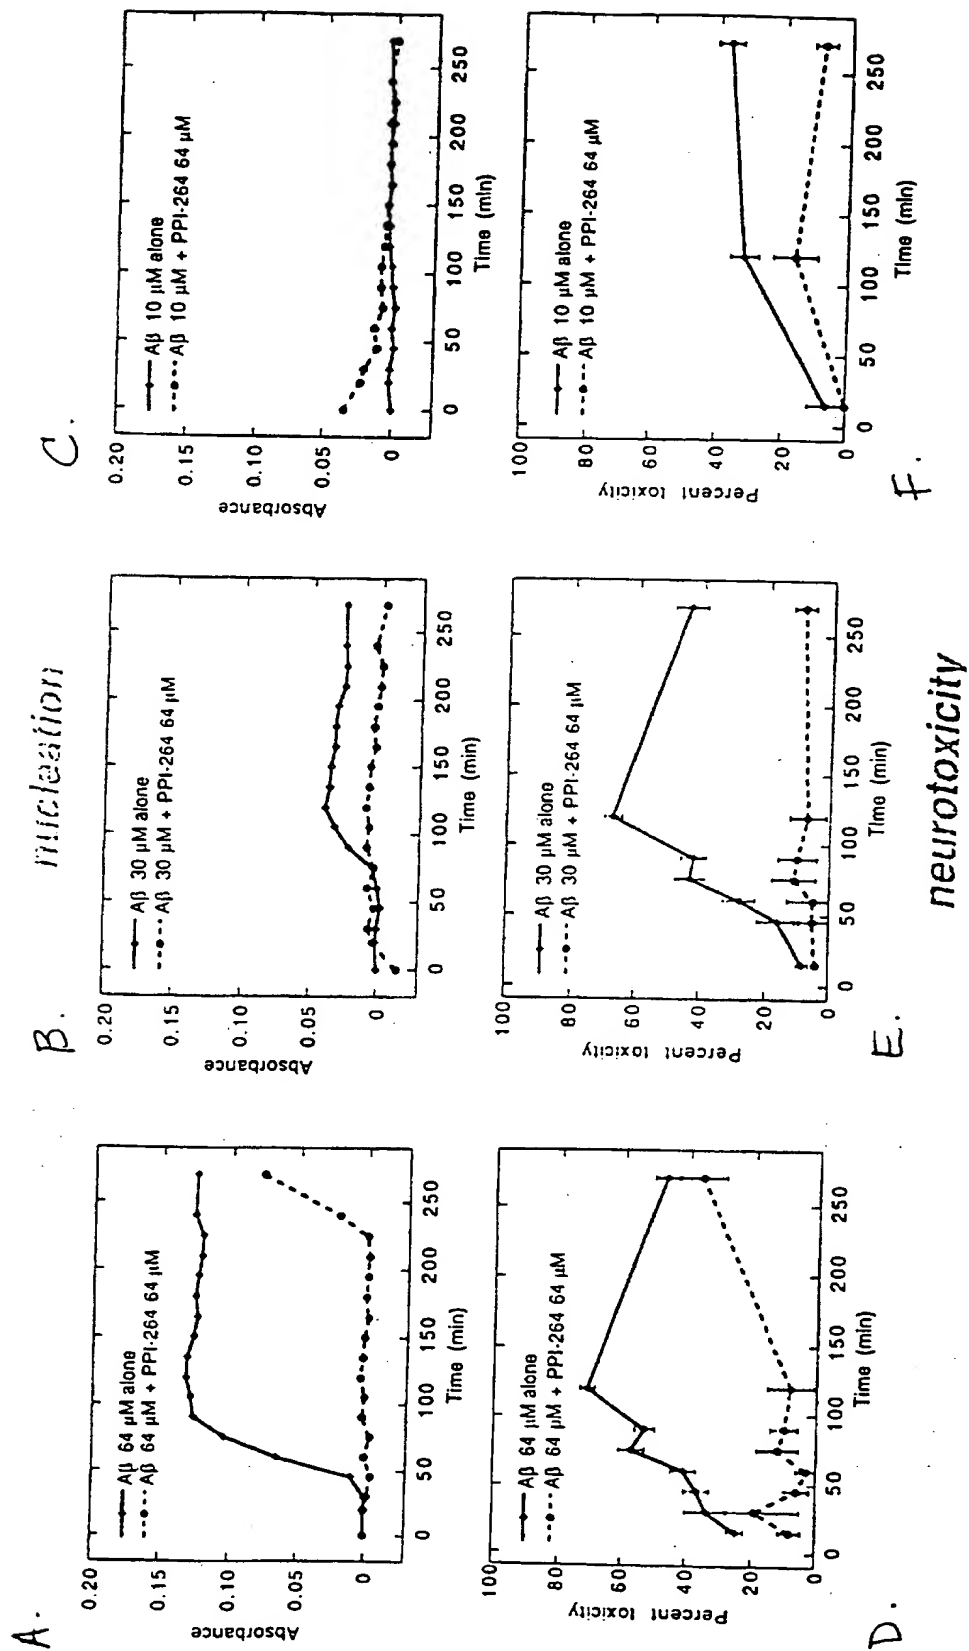 nucleation
A.
0.20
0.15
0.10
0.05
0
Absorbance
Aβ 64 μM alone
Aβ 64 μM + PPI-264 64 μM
0 50 100 150 200 250
Time (min)
B.
0.20
0.15
0.10
0.05
0
Absorbance
Aβ 30 μM alone
Aβ 30 μM + PPI-264 64 μM
0 50 100 150 200 250
Time (min)
C.
0.20
0.15
0.10
0.05
0
Absorbance
Aβ 10 μM alone
Aβ 10 μM + PPI-264 64 μM
0 50 100 150 200 250
Time (min)
D.
100
80
60
40
20
0
Percent toxicity
Aβ 64 μM alone
Aβ 64 μM + PPI-264 64 μM
0 50 100 150 200 250
Time (min)
E.
100
80
60
40
20
0
Percent toxicity
Aβ 30 μM alone
Aβ 30 μM + PPI-264 64 μM
0 50 100 150 200 250
Time (min)
F.
100
80
60
40
20
0
Percent toxicity
Aβ 10 μM alone
Aβ 10 μM + PPI-264 64 μM
0 50 100 150 200 250
Time (min)
neurotoxicity